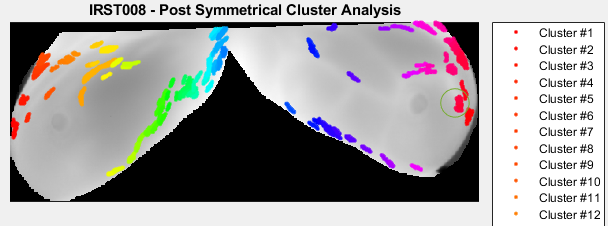 IRST008 - Post Symmetrical Cluster Analysis
Cluster #1
Cluster #2
Cluster #3
Cluster #4
Cluster #5
Cluster #6
Cluster #7
Cluster #8
Cluster #9
Cluster #10
Cluster #11
Cluster #12